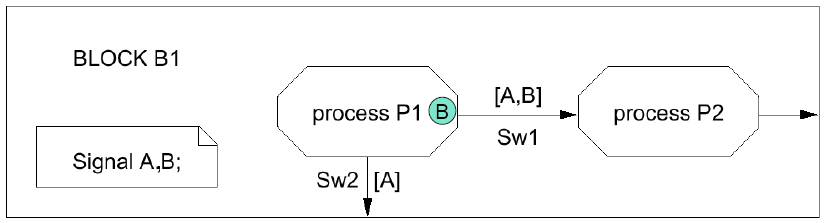 BLOCK B1
[A,B]
process P1 B process P2
Sw1
Signal A,B;
Sw2 [A]